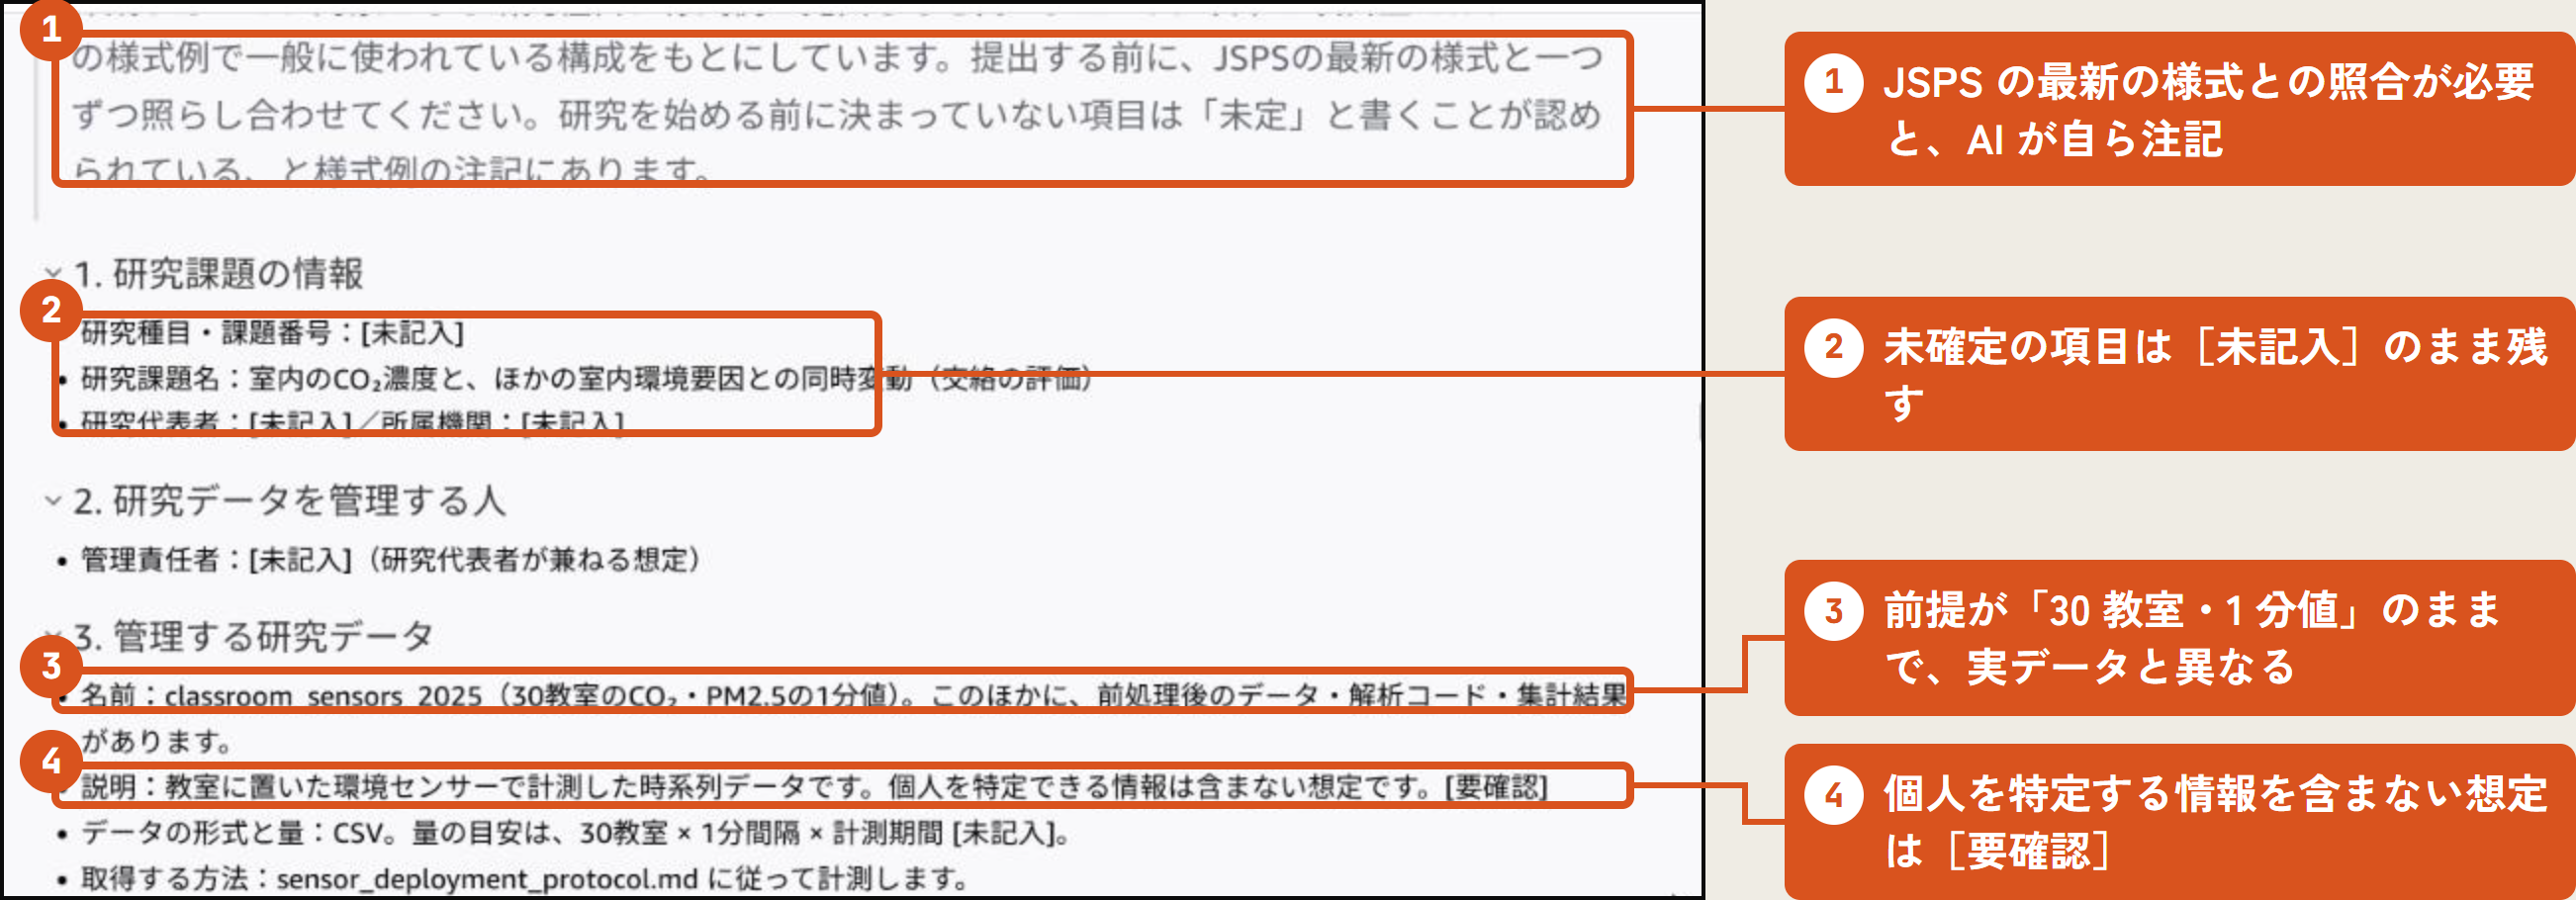 1
の様式例で一般に使われている構成をもとにしています。提出する前に、JSPSの最新の様式と一つ
ずつ照らし合わせてください。研究を始める前に決まっていない項目は「未定」と書くことが認め
られている、と様式例の注記にあります。
1. 研究課題の情報
2
研究種目・課題番号：[未記入]
• 研究課題名：室内のCO₂濃度と、ほかの室内環境要因との同時変動（交絡の評価）
• 研究代表者：[未記入]／所属機関：[未記入]
2. 研究データを管理する人
• 管理責任者：[未記入]（研究代表者が兼ねる想定）
3. 管理する研究データ
3
• 名前：classroom_sensors_2025（30教室のCO₂・PM2.5の1分値）。このほかに、前処理後のデータ・解析コード・集計結果
があります。
4
説明：教室に置いた環境センサーで計測した時系列データです。個人を特定できる情報は含まない想定です。[要確認]
• データの形式と量：CSV。量の目安は、30教室 × 1分間隔 × 計測期間 [未記入]。
• 取得する方法：sensor_deployment_protocol.md に従って計測します。
1 JSPS の最新の様式との照合が必要
と、AI が自ら注記
2 未確定の項目は［未記入］のまま残
す
3 前提が「30 教室・1 分値」のまま
で、実データと異なる
4 個人を特定する情報を含まない想定
は［要確認］